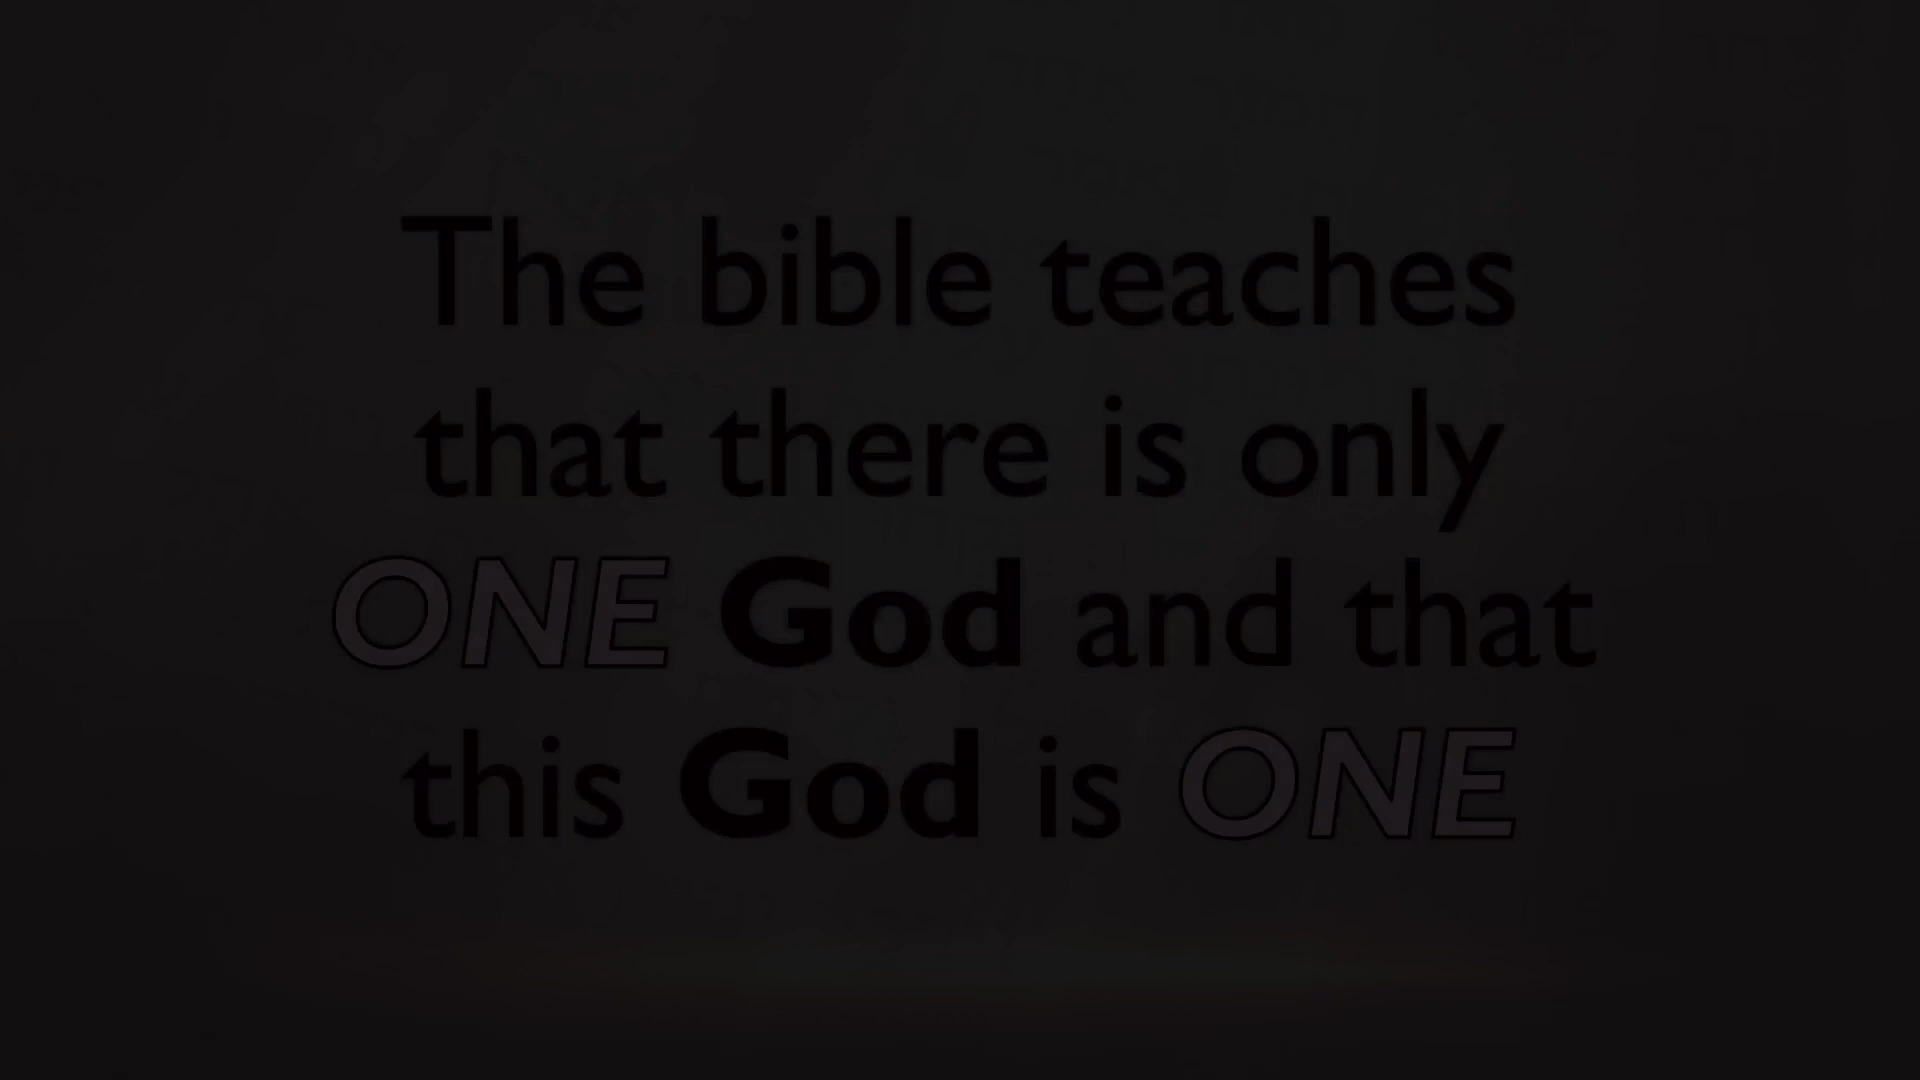 The bible teaches
that there is only
ONE God and that
this God is ONE